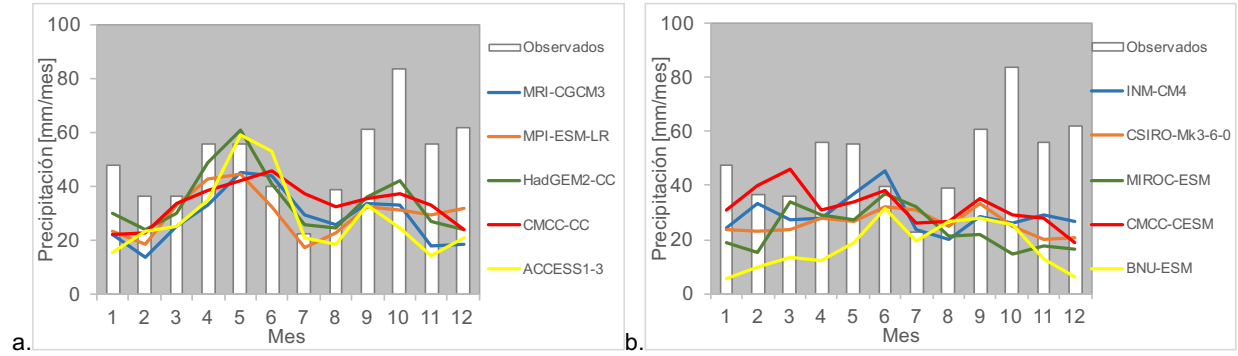 100
80
60
40
20
0
Precipitación [mm/mes]
1 2 3 4 5 6 7 8 9 10 11 12
Mes
Observados
MRI-CGCM3
MPI-ESM-LR
HadGEM2-CC
CMCC-CC
ACCESS1-3
a.
100
80
60
40
20
0
Precipitación [mm/mes]
1 2 3 4 5 6 7 8 9 10 11 12
Mes
Observados
INM-CM4
CSIRO-Mk3-6-0
MIROC-ESM
CMCC-CESM
BNU-ESM
b.